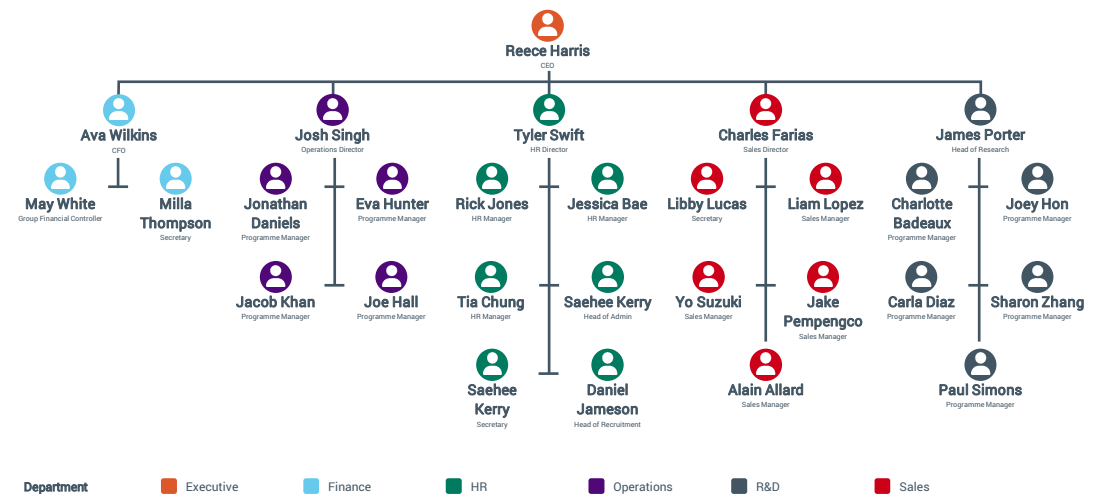 Reece Harris
CEO
Ava Wilkins
CFO
Josh Singh
Operations Director
Tyler Swift
HR Director
Charles Farias
Sales Director
James Porter
Head of Research
May White
Group Financial Controller
Milla
Thompson
Secretary
Jonathan
Daniels
Programme Manager
Eva Hunter
Programme Manager
Rick Jones
HR Manager
Jessica Bae
HR Manager
Libby Lucas
Secretary
Liam Lopez
Sales Manager
Charlotte
Badeaux
Programme Manager
Joey Hon
Programme Manager
Jacob Khan
Programme Manager
Joe Hall
Programme Manager
Tia Chung
HR Manager
Saehee Kerry
Head of Admin
Yo Suzuki
Sales Manager
Jake
Pempengco
Sales Manager
Carla Diaz
Programme Manager
Sharon Zhang
Programme Manager
Saehee
Kerry
Secretary
Daniel
Jameson
Head of Recruitment
Alain Allard
Sales Manager
Paul Simons
Programme Manager
Department
Executive
Finance
HR
Operations
R&D
Sales